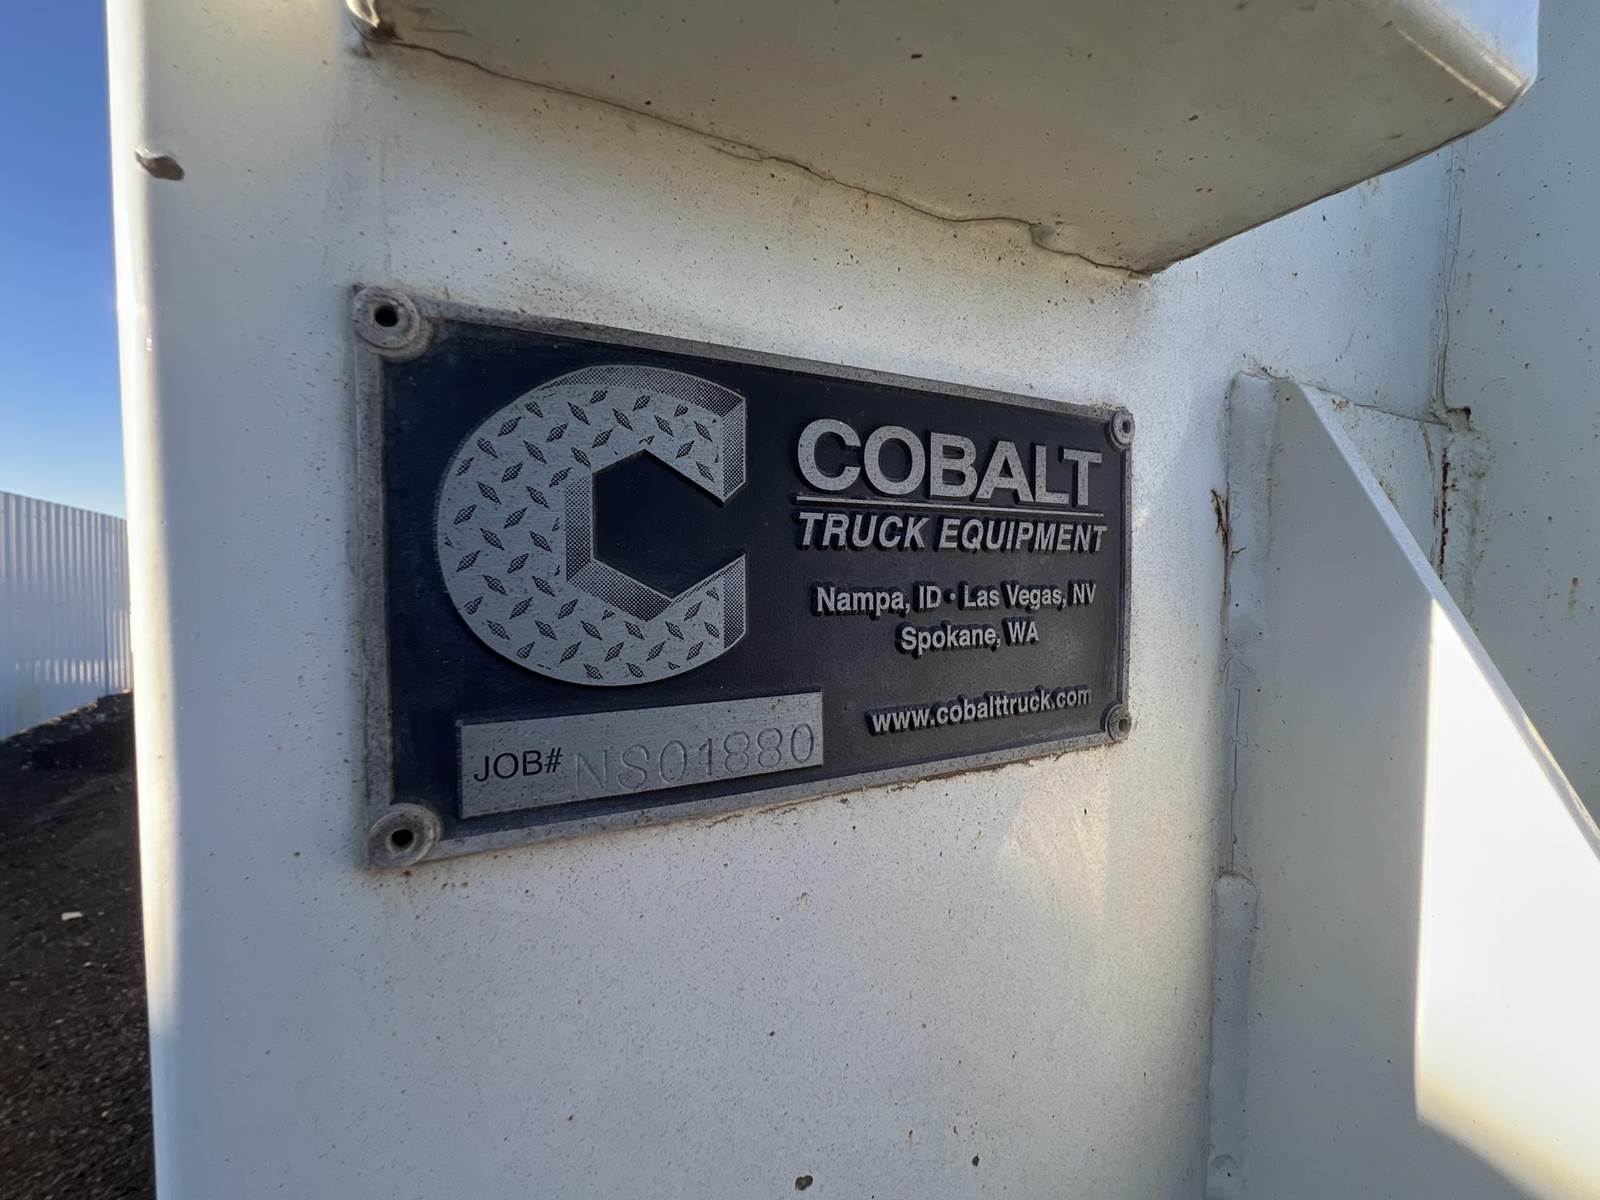 COBALT
TRUCK EQUIPMENT
Nampa, ID • Las Vegas, NV
Spokane, WA
www.cobalttruck.com
JOB# NS01880